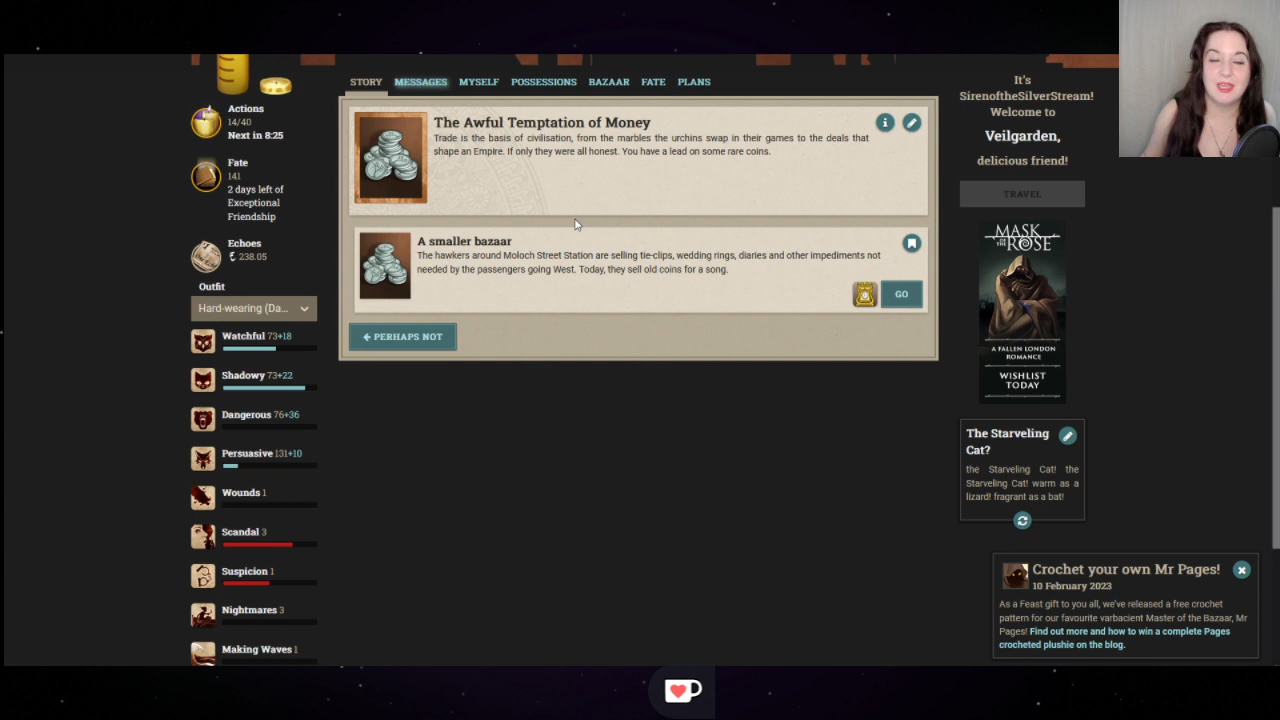 Actions
14/40
Next in 8:25
Fate
141
2 days left of
Exceptional
Friendship
Echoes
238.05
Outfit
Hard-wearing (Da...
Watchful 73+18
Shadowy 73+22
Dangerous 76+36
Persuasive 131+10
Wounds 1
Scandal 3
Suspicion 1
Nightmares 3
Making Waves 1
STORY MESSAGES MYSELF POSSESSIONS BAZAAR FATE PLANS
The Awful Temptation of Money
Trade is the basis of civilisation, from the marbles the urchins swap in their games to the deals that
shape an Empire. If only they were all honest. You have a lead on some rare coins.
A smaller bazaar
The hawkers around Moloch Street Station are selling tie-clips, wedding rings, diaries and other impediments not
needed by the passengers going West. Today, they sell old coins for a song.
GO
PERHAPS NOT
It's
SirenoftheSilverStream!
Welcome to
Veilgarden,
delicious friend!
TRAVEL
MASK
OF THE
ROSE
A FALLEN LONDON
ROMANCE
WISHLIST
TODAY
The Starveling
Cat?
the Starveling Cat! the
Starveling Cat! warm as a
lizard! fragrant as a bat!
Crochet your own Mr Pages!
10 February 2023
As a Feast gift to you all, we've released a free crochet
pattern for our favourite varbacient Master of the Bazaar, Mr
Pages! Find out more and how to win a complete Pages
crocheted plushie on the blog.